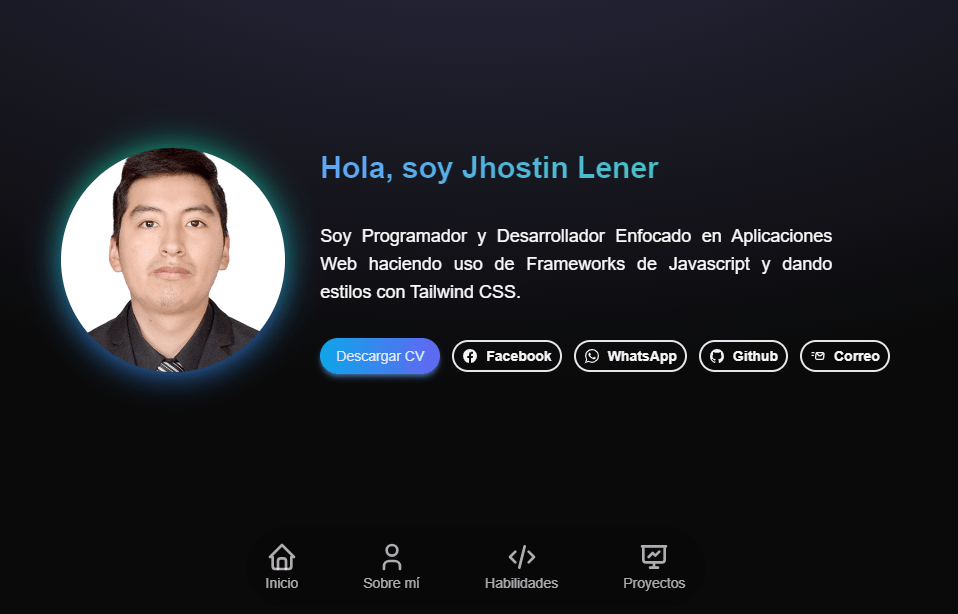 Hola, soy Jhostin Lener
Soy Programador y Desarrollador Enfocado en Aplicaciones
Web haciendo uso de Frameworks de Javascript y dando
estilos con Tailwind CSS.
Descargar CV Facebook WhatsApp Github Correo
Inicio Sobre mí Habilidades Proyectos